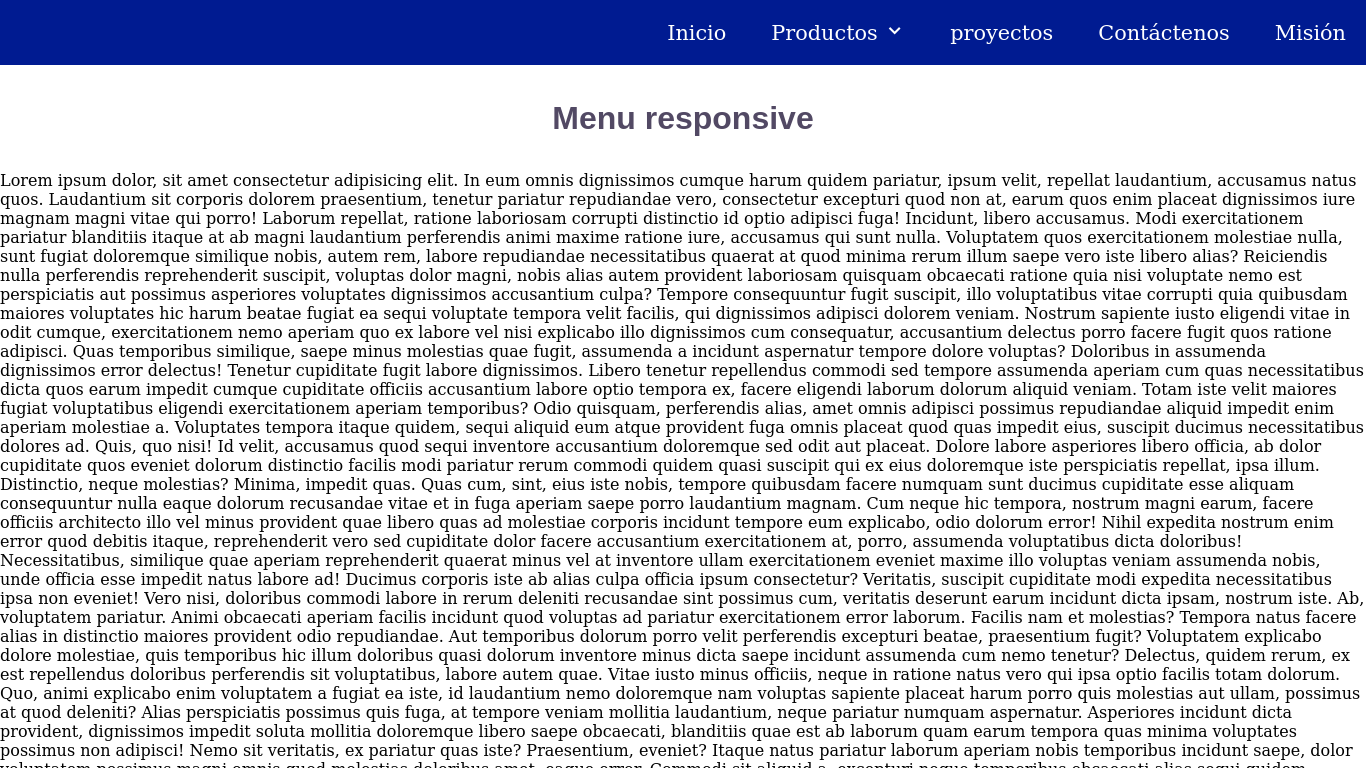 Inicio
Productos
proyectos
Contáctenos
Misión
Menu responsive
Lorem ipsum dolor, sit amet consectetur adipisicing elit. In eum omnis dignissimos cumque harum quidem pariatur, ipsum velit, repellat laudantium, accusamus natus
quos. Laudantium sit corporis dolorem praesentium, tenetur pariatur repudiandae vero, consectetur excepturi quod non at, earum quos enim placeat dignissimos iure
magnam magni vitae qui porro! Laborum repellat, ratione laboriosam corrupti distinctio id optio adipisci fuga! Incidunt, libero accusamus. Modi exercitationem
pariatur blanditiis itaque at ab magni laudantium perferendis animi maxime ratione iure, accusamus qui sunt nulla. Voluptatem quos exercitationem molestiae nulla,
sunt fugiat doloremque similique nobis, autem rem, labore repudiandae necessitatibus quaerat at quod minima rerum illum saepe vero iste libero alias? Reiciendis
nulla perferendis reprehenderit suscipit, voluptas dolor magni, nobis alias autem provident laboriosam quisquam obcaecati ratione quia nisi voluptate nemo est
perspiciatis aut possimus asperiores voluptates dignissimos accusantium culpa? Tempore consequuntur fugit suscipit, illo voluptatibus vitae corrupti quia quibusdam
maiores voluptates hic harum beatae fugiat ea sequi voluptate tempora velit facilis, qui dignissimos adipisci dolorem veniam. Nostrum sapiente iusto eligendi vitae in
odit cumque, exercitationem nemo aperiam quo ex labore vel nisi explicabo illo dignissimos cum consequatur, accusantium delectus porro facere fugit quos ratione
adipisci. Quas temporibus similique, saepe minus molestias quae fugit, assumenda a incidunt aspernatur tempore dolore voluptas? Doloribus in assumenda
dignissimos error delectus! Tenetur cupiditate fugit labore dignissimos. Libero tenetur repellendus commodi sed tempore assumenda aperiam cum quas necessitatibus
dicta quos earum impedit cumque cupiditate officiis accusantium labore optio tempora ex, facere eligendi laborum dolorum aliquid veniam. Totam iste velit maiores
fugiat voluptatibus eligendi exercitationem aperiam temporibus? Odio quisquam, perferendis alias, amet omnis adipisci possimus repudiandae aliquid impedit enim
aperiam molestiae a. Voluptates tempora itaque quidem, sequi aliquid eum atque provident fuga omnis placeat quod quas impedit eius, suscipit ducimus necessitatibus
dolores ad. Quis, quo nisi! Id velit, accusamus quod sequi inventore accusantium doloremque sed odit aut placeat. Dolore labore asperiores libero officia, ab dolor
cupiditate quos eveniet dolorum distinctio facilis modi pariatur rerum commodi quidem quasi suscipit qui ex eius doloremque iste perspiciatis repellat, ipsa illum.
Distinctio, neque molestias? Minima, impedit quas. Quas cum, sint, eius iste nobis, tempore quibusdam facere numquam sunt ducimus cupiditate esse aliquam
consequuntur nulla eaque dolorum recusandae vitae et in fuga aperiam saepe porro laudantium magnam. Cum neque hic tempora, nostrum magni earum, facere
officiis architecto illo vel minus provident quae libero quas ad molestiae corporis incidunt tempore eum explicabo, odio dolorum error! Nihil expedita nostrum enim
error quod debitis itaque, reprehenderit vero sed cupiditate dolor facere accusantium exercitationem at, porro, assumenda voluptatibus dicta doloribus!
Necessitatibus, similique quae aperiam reprehenderit quaerat minus vel at inventore ullam exercitationem eveniet maxime illo voluptas veniam assumenda nobis,
unde officia esse impedit natus labore ad! Ducimus corporis iste ab alias culpa officia ipsum consectetur? Veritatis, suscipit cupiditate modi expedita necessitatibus
ipsa non eveniet! Vero nisi, doloribus commodi labore in rerum deleniti recusandae sint possimus cum, veritatis deserunt earum incidunt dicta ipsam, nostrum iste. Ab,
voluptatem pariatur. Animi obcaecati aperiam facilis incidunt quod voluptas ad pariatur exercitationem error laborum. Facilis nam et molestias? Tempora natus facere
alias in distinctio maiores provident odio repudiandae. Aut temporibus dolorum porro velit perferendis excepturi beatae, praesentium fugit? Voluptatem explicabo
dolore molestiae, quis temporibus hic illum doloribus quasi dolorum inventore minus dicta saepe incidunt assumenda cum nemo tenetur? Delectus, quidem rerum, ex
est repellendus doloribus perferendis sit voluptatibus, labore autem quae. Vitae iusto minus officiis, neque in ratione natus vero qui ipsa optio facilis totam dolorum.
Quo, animi explicabo enim voluptatem a fugiat ea iste, id laudantium nemo doloremque nam voluptas sapiente placeat harum porro quis molestias aut ullam, possimus
at quod deleniti? Alias perspiciatis possimus quis fuga, at tempore veniam mollitia laudantium, neque pariatur numquam aspernatur. Asperiores incidunt dicta
provident, dignissimos impedit soluta mollitia doloremque libero saepe obcaecati, blanditiis quae est ab laborum quam earum tempora quas minima voluptates
possimus non adipisci! Nemo sit veritatis, ex pariatur quas iste? Praesentium, eveniet? Itaque natus pariatur laborum aperiam nobis temporibus incidunt saepe, dolor
voluptatem possimus magni omnis quod molestias doloribus amet, eaque error. Commodi sit aliquid a, excepturi neque temporibus obcaecati alias sequi quidem